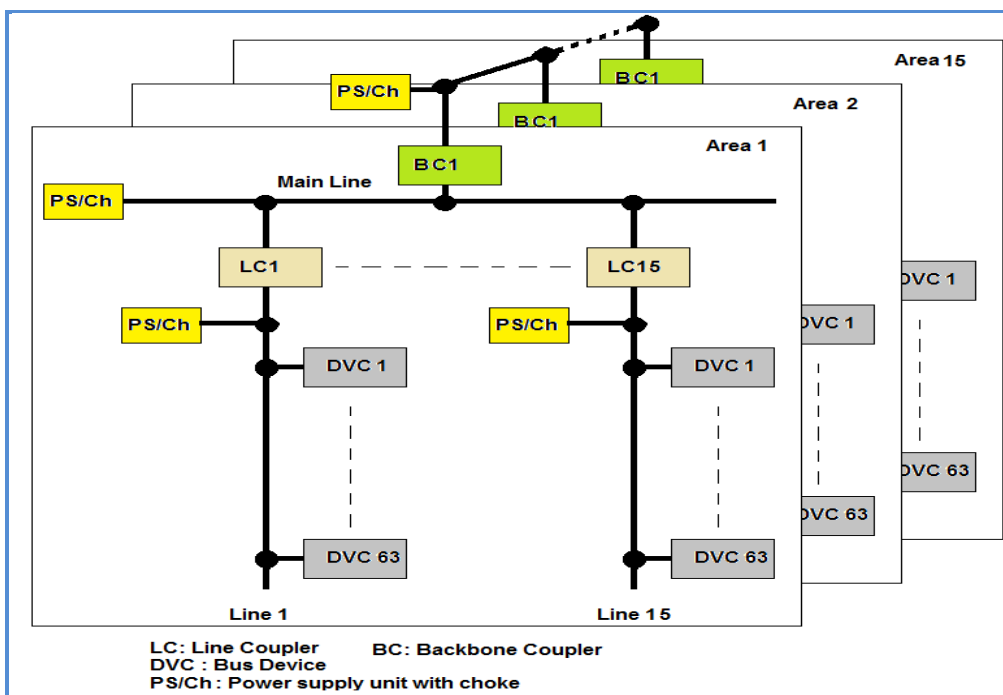 Area 15
BC1
PS/Ch
Area 2
BC1
Area 1
BC1
Main Line
PS/Ch
LC1
LC15
DVC 1
DVC 1
PS/Ch
PS/Ch
DVC 1
DVC 1
DVC 63
DVC 63
DVC 63
DVC 63
Line 1
Line 15
LC: Line Coupler
BC: Backbone Coupler
DVC : Bus Device
PS/Ch : Power supply unit with choke